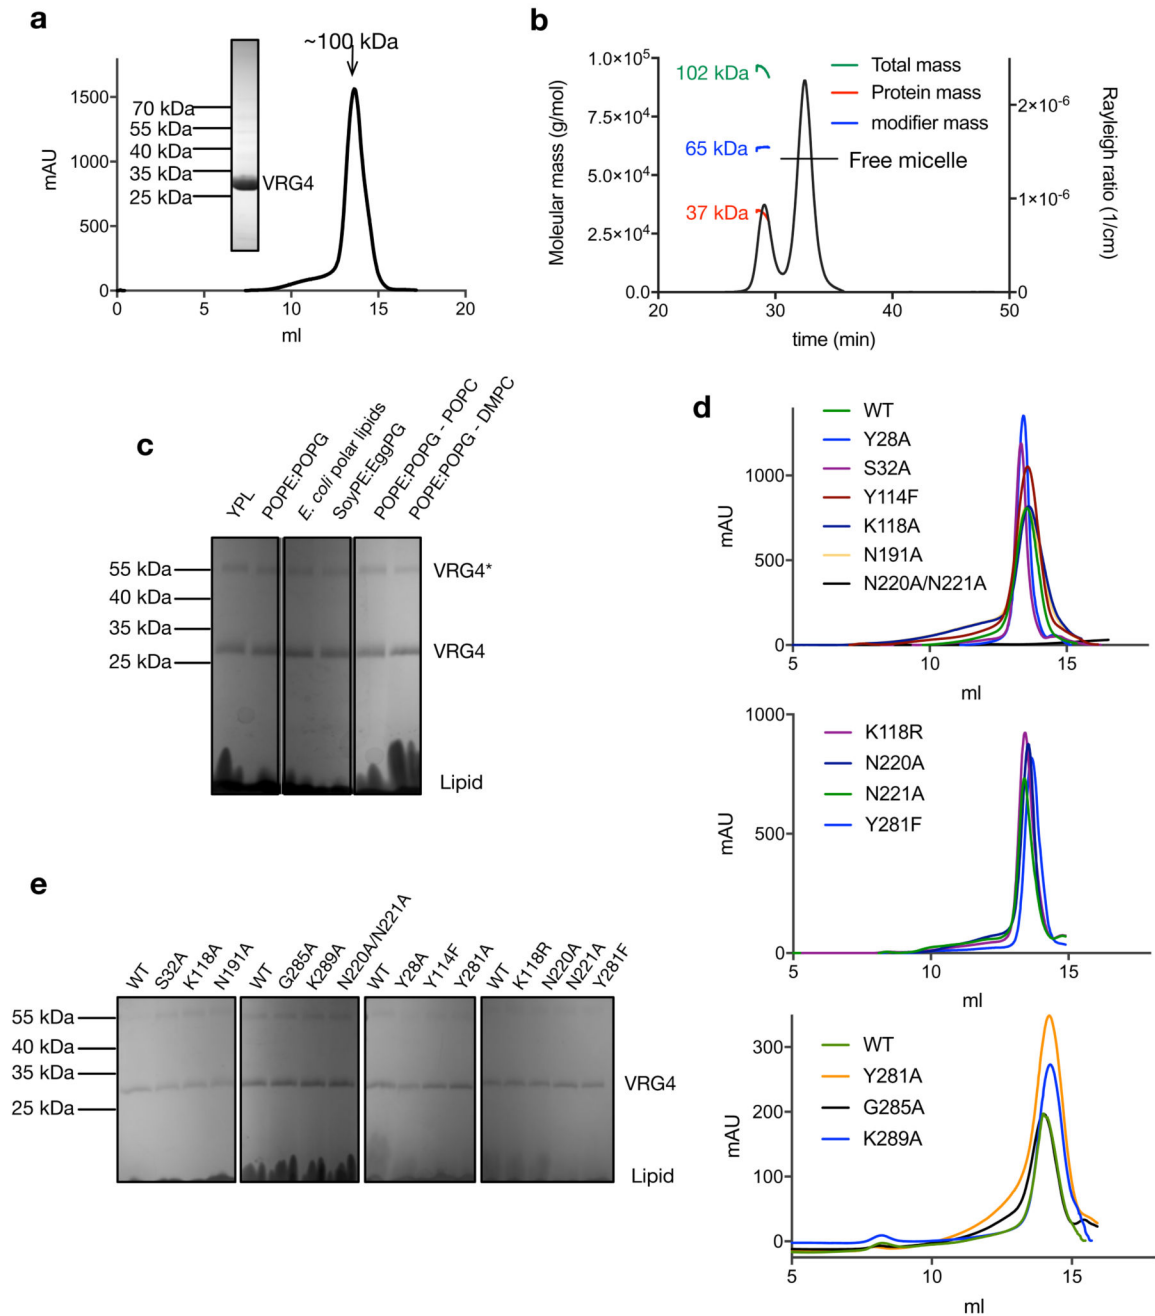 a
~100 kDa
1500
1000
500
0
mAU
70 kDa
55 kDa
40 kDa
35 kDa
25 kDa
VRG4
0
5
10
15
20
ml
b
1.0×10⁵
7.5×10⁴
5.0×10⁴
2.5×10⁴
0.0
Molecular mass (g/mol)
102 kDa
65 kDa
37 kDa
Total mass
Protein mass
modifier mass
Free micelle
2×10⁻⁶
1×10⁻⁶
0
Rayleigh ratio (1/cm)
20
30
40
50
time (min)
c
YPL
POPE:POPG
E. coli polar lipids
SoyPE:EggPG
POPE:POPG - POPC
POPE:POPG - DMPC
55 kDa
40 kDa
35 kDa
25 kDa
VRG4*
VRG4
Lipid
d
WT
Y28A
S32A
Y114F
K118A
N191A
N220A/N221A
1000
500
0
mAU
5
10
15
ml
K118R
N220A
N221A
Y281F
1000
500
0
mAU
5
10
15
ml
WT
Y281A
G285A
K289A
300
200
100
0
mAU
5
10
15
ml
e
WT
S32A
K118A
N191A
WT
G285A
K289A
N220A/N221A
WT
Y28A
Y114F
Y281A
WT
K118R
N220A
N221A
Y281F
55 kDa
40 kDa
35 kDa
25 kDa
VRG4
Lipid